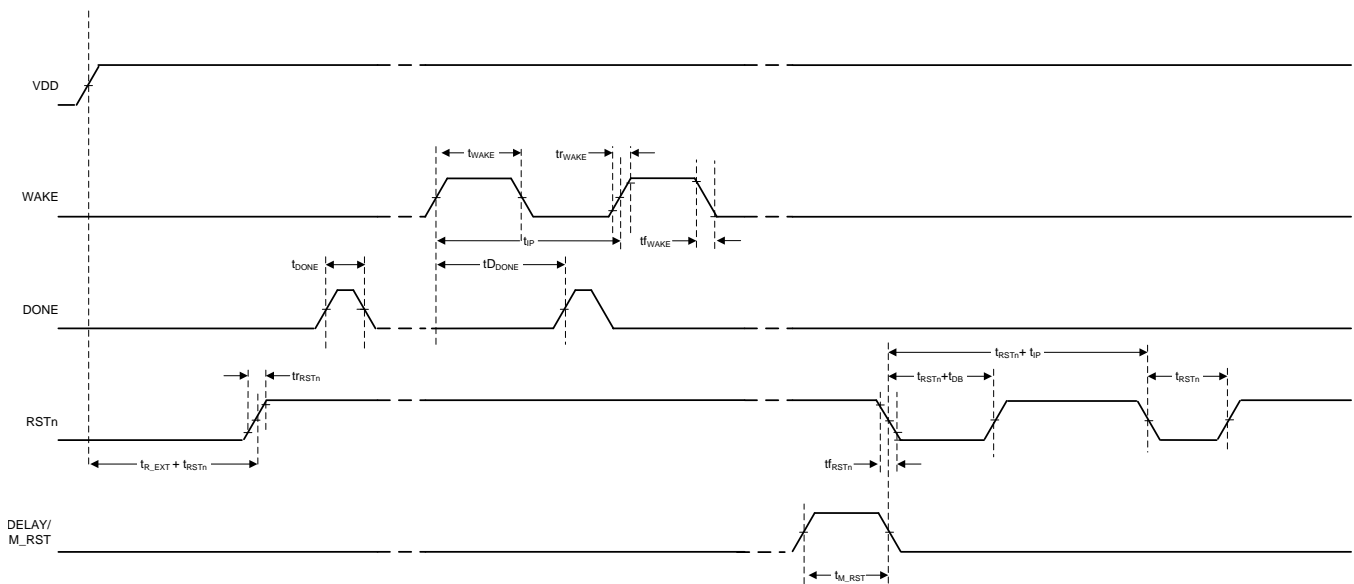 VDD
tWAKE
trWAKE
WAKE
tIP
tfWAKE
tDONE
tDDONE
DONE
tRSTn+ tIP
tRSTn+tDB
tRSTn
trRSTn
RSTn
tR_EXT + tRSTn
tfRSTn
DELAY/
M_RST
tM_RST